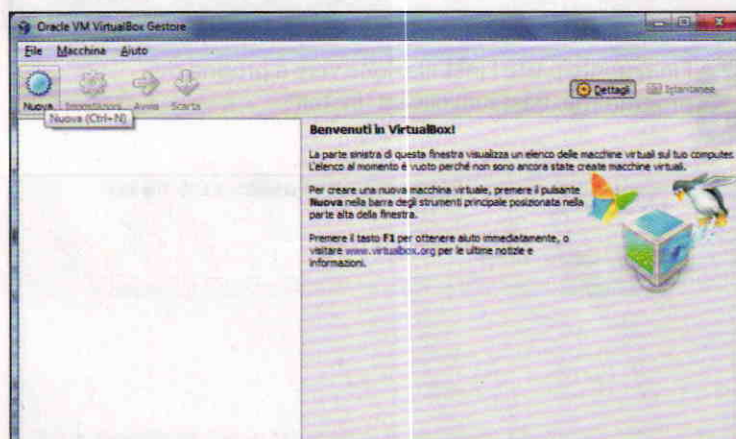 Oracle VM VirtualBox Gestore
File Macchina Aiuto
Nuova Impostazioni Avvia Scarta
Dettagli Istantanee
Nuova (Ctrl+N)
Benvenuti in VirtualBox!
La parte sinistra di questa finestra visualizza un elenco delle macchine virtuali sul tuo computer.
L'elenco al momento è vuoto perché non sono ancora state create macchine virtuali.
Per creare una nuova macchina virtuale, premere il pulsante
Nuova nella barra degli strumenti principale posizionata nella
parte alta della finestra.
Premere il tasto F1 per ottenere aiuto immediatamente, o
visitare www.virtualbox.org per le ultime notizie e
informazioni.